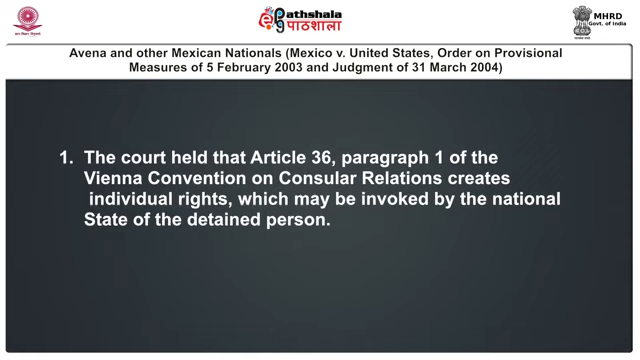 ePathshala
पाठशाला
MHRD
Govt. of India
Avena and other Mexican Nationals (Mexico v. United States, Order on Provisional
Measures of 5 February 2003 and Judgment of 31 March 2004)
1. The court held that Article 36, paragraph 1 of the
Vienna Convention on Consular Relations creates
individual rights, which may be invoked by the national
State of the detained person.